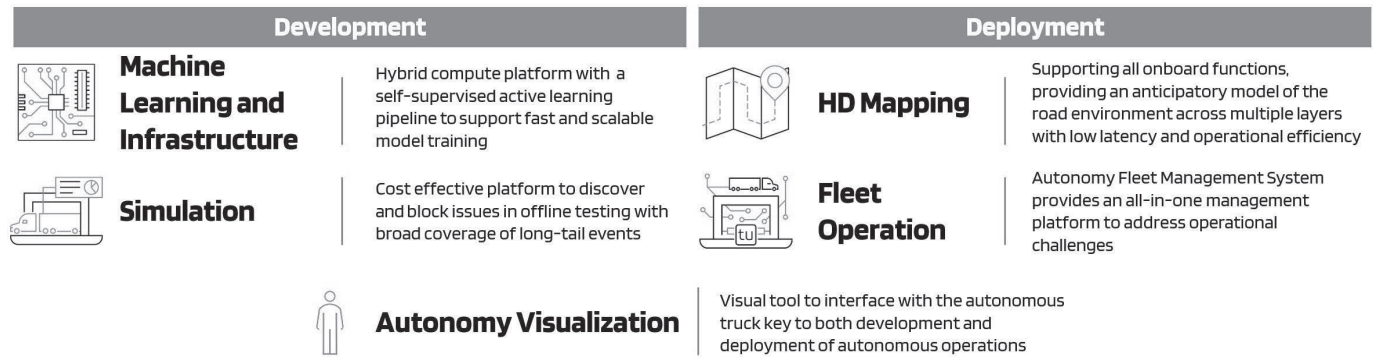 Development
Machine
Learning and
Infrastructure
Hybrid compute platform with a
self-supervised active learning
pipeline to support fast and scalable
model training
Simulation
Cost effective platform to discover
and block issues in offline testing with
broad coverage of long-tail events
Deployment
HD Mapping
Supporting all onboard functions,
providing an anticipatory model of the
road environment across multiple layers
with low latency and operational efficiency
tu
Fleet
Operation
Autonomy Fleet Management System
provides an all-in-one management
platform to address operational
challenges
Autonomy Visualization
Visual tool to interface with the autonomous
truck key to both development and
deployment of autonomous operations